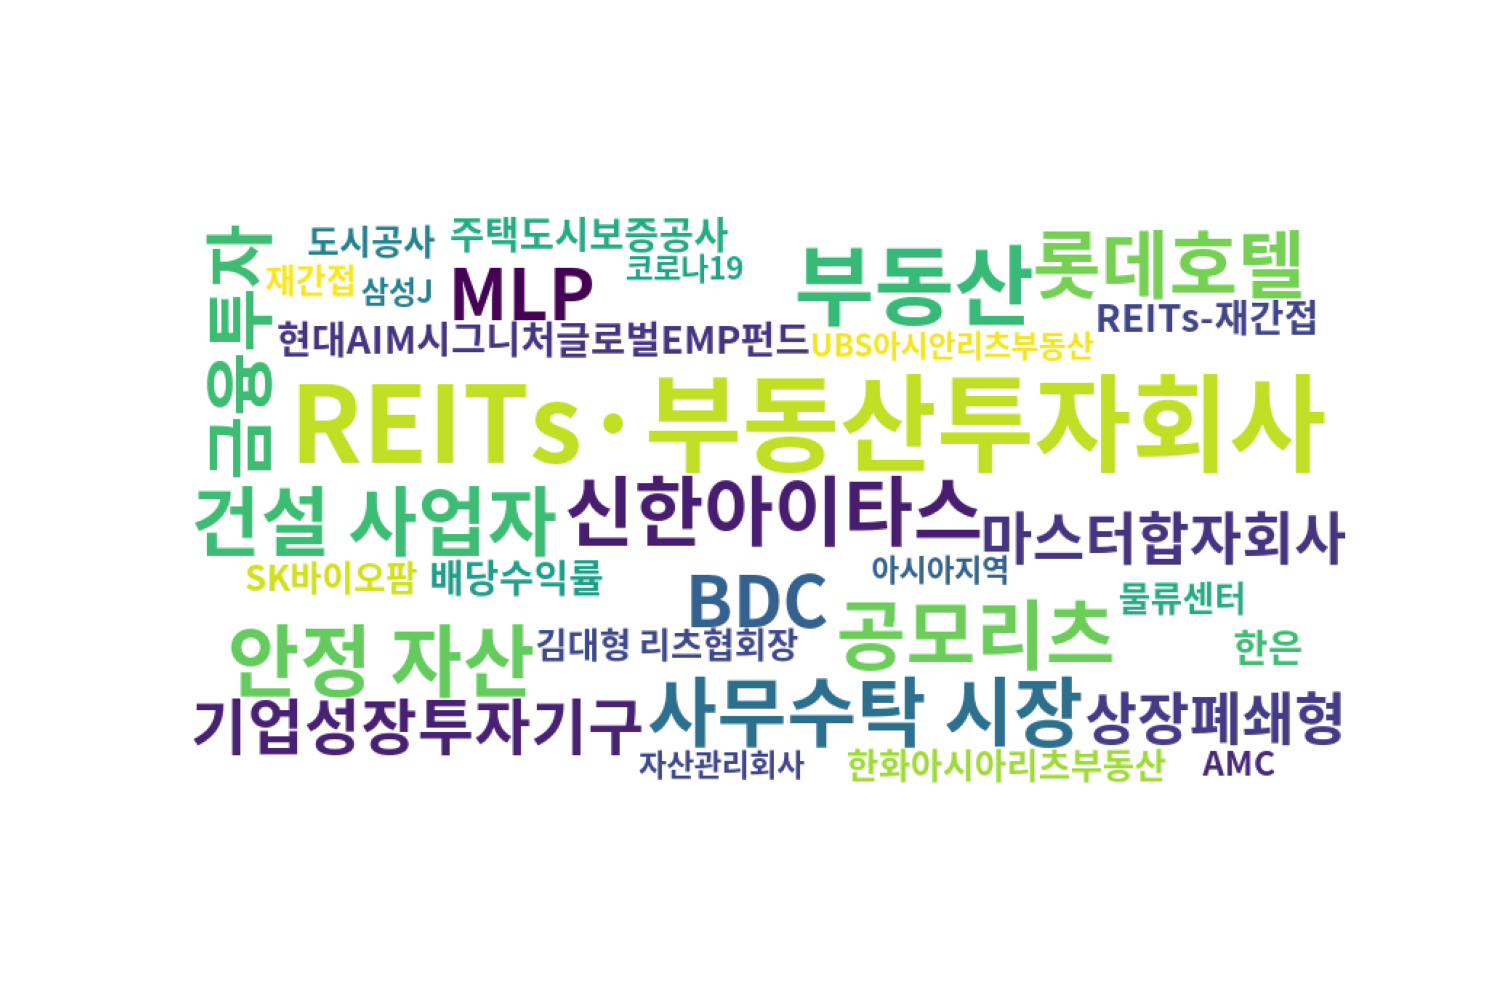 금융투자
도시공사
주택도시보증공사
재간접
삼성J
MLP
코로나19
부동산
롯데호텔
REITs-재간접
현대AIM시그니처글로벌EMP펀드
UBS아시안리츠부동산
REITs·부동산투자회사
건설 사업자
신한아이타스
마스터합자회사
SK바이오팜
배당수익률
BDC
아시아지역
물류센터
안정 자산
김대형 리츠협회장
공모리츠
한은
기업성장투자기구
사무수탁 시장
상장폐쇄형
자산관리회사
한화아시아리츠부동산
AMC